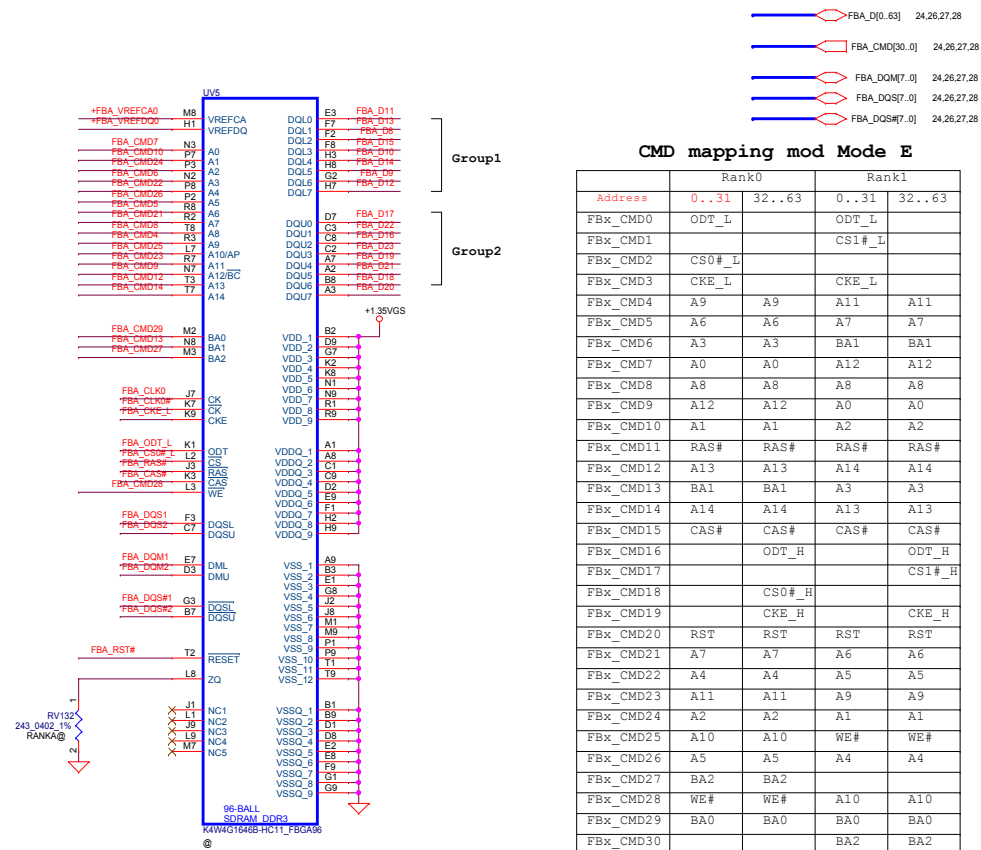 FBA_D[0..63] 24,26,27,28
FBA_CMD[30..0] 24,26,27,28
FBA_DQM[7..0] 24,26,27,28
FBA_DQS[7..0] 24,26,27,28
FBA_DQS#[7..0] 24,26,27,28
UV5
+FBA_VREFCA0 M8 VREFCA
+FBA_VREFDQ0 H1 VREFDQ
FBA_CMD7 N3 A0
FBA_CMD10 P7 A1
FBA_CMD24 P3 A2
FBA_CMD6 N2 A3
FBA_CMD22 P8 A4
FBA_CMD26 P2 A5
FBA_CMD5 R8 A6
FBA_CMD21 R2 A7
FBA_CMD8 T8 A8
FBA_CMD4 R3 A9
FBA_CMD25 L7 A10/AP
FBA_CMD23 R7 A11
FBA_CMD9 N7 A12/BC
FBA_CMD12 T3 A13
FBA_CMD14 T7 A14
FBA_CMD29 M2 BA0
FBA_CMD13 N8 BA1
FBA_CMD27 M3 BA2
FBA_CLK0 J7 CK
FBA_CLK0# K7 CK
FBA_CKE_L K9 CKE
FBA_ODT_L K1 ODT
FBA_CS0#_L L2 CS
FBA_RAS# J3 RAS
FBA_CAS# K3 CAS
FBA_CMD28 L3 WE
FBA_DQS1 F3 DQSL
FBA_DQS2 C7 DQSU
FBA_DQM1 E7 DML
FBA_DQM2 D3 DMU
FBA_DQS#1 G3 DQSL
FBA_DQS#2 B7 DQSU
FBA_RST# T2 RESET
L8 ZQ
1
RV132
243_0402_1%
RANKA@
2
J1 NC1
L1 NC2
J9 NC3
L9 NC4
M7 NC5
DQL0 E3 FBA_D11
DQL1 F7 FBA_D13
DQL2 F2 FBA_D8
DQL3 F8 FBA_D15
DQL4 H3 FBA_D10
DQL5 H8 FBA_D14
DQL6 G2 FBA_D9
DQL7 H7 FBA_D12
Group1
DQU0 D7 FBA_D17
DQU1 C3 FBA_D22
DQU2 C8 FBA_D16
DQU3 C2 FBA_D23
DQU4 A7 FBA_D19
DQU5 A2 FBA_D21
DQU6 B8 FBA_D18
DQU7 A3 FBA_D20
Group2
+1.35VGS
VDD_1 B2
VDD_2 D9
VDD_3 G7
VDD_4 K2
VDD_5 K8
VDD_6 N1
VDD_7 N9
VDD_8 R1
VDD_9 R9
VDDQ_1 A1
VDDQ_2 A8
VDDQ_3 C1
VDDQ_4 C9
VDDQ_5 D2
VDDQ_6 E9
VDDQ_7 F1
VDDQ_8 H2
VDDQ_9 H9
VSS_1 A9
VSS_2 B3
VSS_3 E1
VSS_4 G8
VSS_5 J2
VSS_6 J8
VSS_7 M1
VSS_8 M9
VSS_9 P1
VSS_10 P9
VSS_11 T1
VSS_12 T9
VSSQ_1 B1
VSSQ_2 B9
VSSQ_3 D1
VSSQ_4 D8
VSSQ_5 E2
VSSQ_6 E8
VSSQ_7 F9
VSSQ_8 G1
VSSQ_9 G9
96-BALL
SDRAM DDR3
K4W4G1646B-HC11_FBGA96
@
CMD mapping mod Mode E
Rank0 Rank1
Address 0..31 32..63 0..31 32..63
FBx_CMD0 ODT_L ODT_L
FBx_CMD1 CS1#_L
FBx_CMD2 CS0#_L
FBx_CMD3 CKE_L CKE_L
FBx_CMD4 A9 A9 A11 A11
FBx_CMD5 A6 A6 A7 A7
FBx_CMD6 A3 A3 BA1 BA1
FBx_CMD7 A0 A0 A12 A12
FBx_CMD8 A8 A8 A8 A8
FBx_CMD9 A12 A12 A0 A0
FBx_CMD10 A1 A1 A2 A2
FBx_CMD11 RAS# RAS# RAS# RAS#
FBx_CMD12 A13 A13 A14 A14
FBx_CMD13 BA1 BA1 A3 A3
FBx_CMD14 A14 A14 A13 A13
FBx_CMD15 CAS# CAS# CAS# CAS#
FBx_CMD16 ODT_H ODT_H
FBx_CMD17 CS1#_H
FBx_CMD18 CS0#_H
FBx_CMD19 CKE_H CKE_H
FBx_CMD20 RST RST RST RST
FBx_CMD21 A7 A7 A6 A6
FBx_CMD22 A4 A4 A5 A5
FBx_CMD23 A11 A11 A9 A9
FBx_CMD24 A2 A2 A1 A1
FBx_CMD25 A10 A10 WE# WE#
FBx_CMD26 A5 A5 A4 A4
FBx_CMD27 BA2 BA2
FBx_CMD28 WE# WE# A10 A10
FBx_CMD29 BA0 BA0 BA0 BA0
FBx_CMD30 BA2 BA2